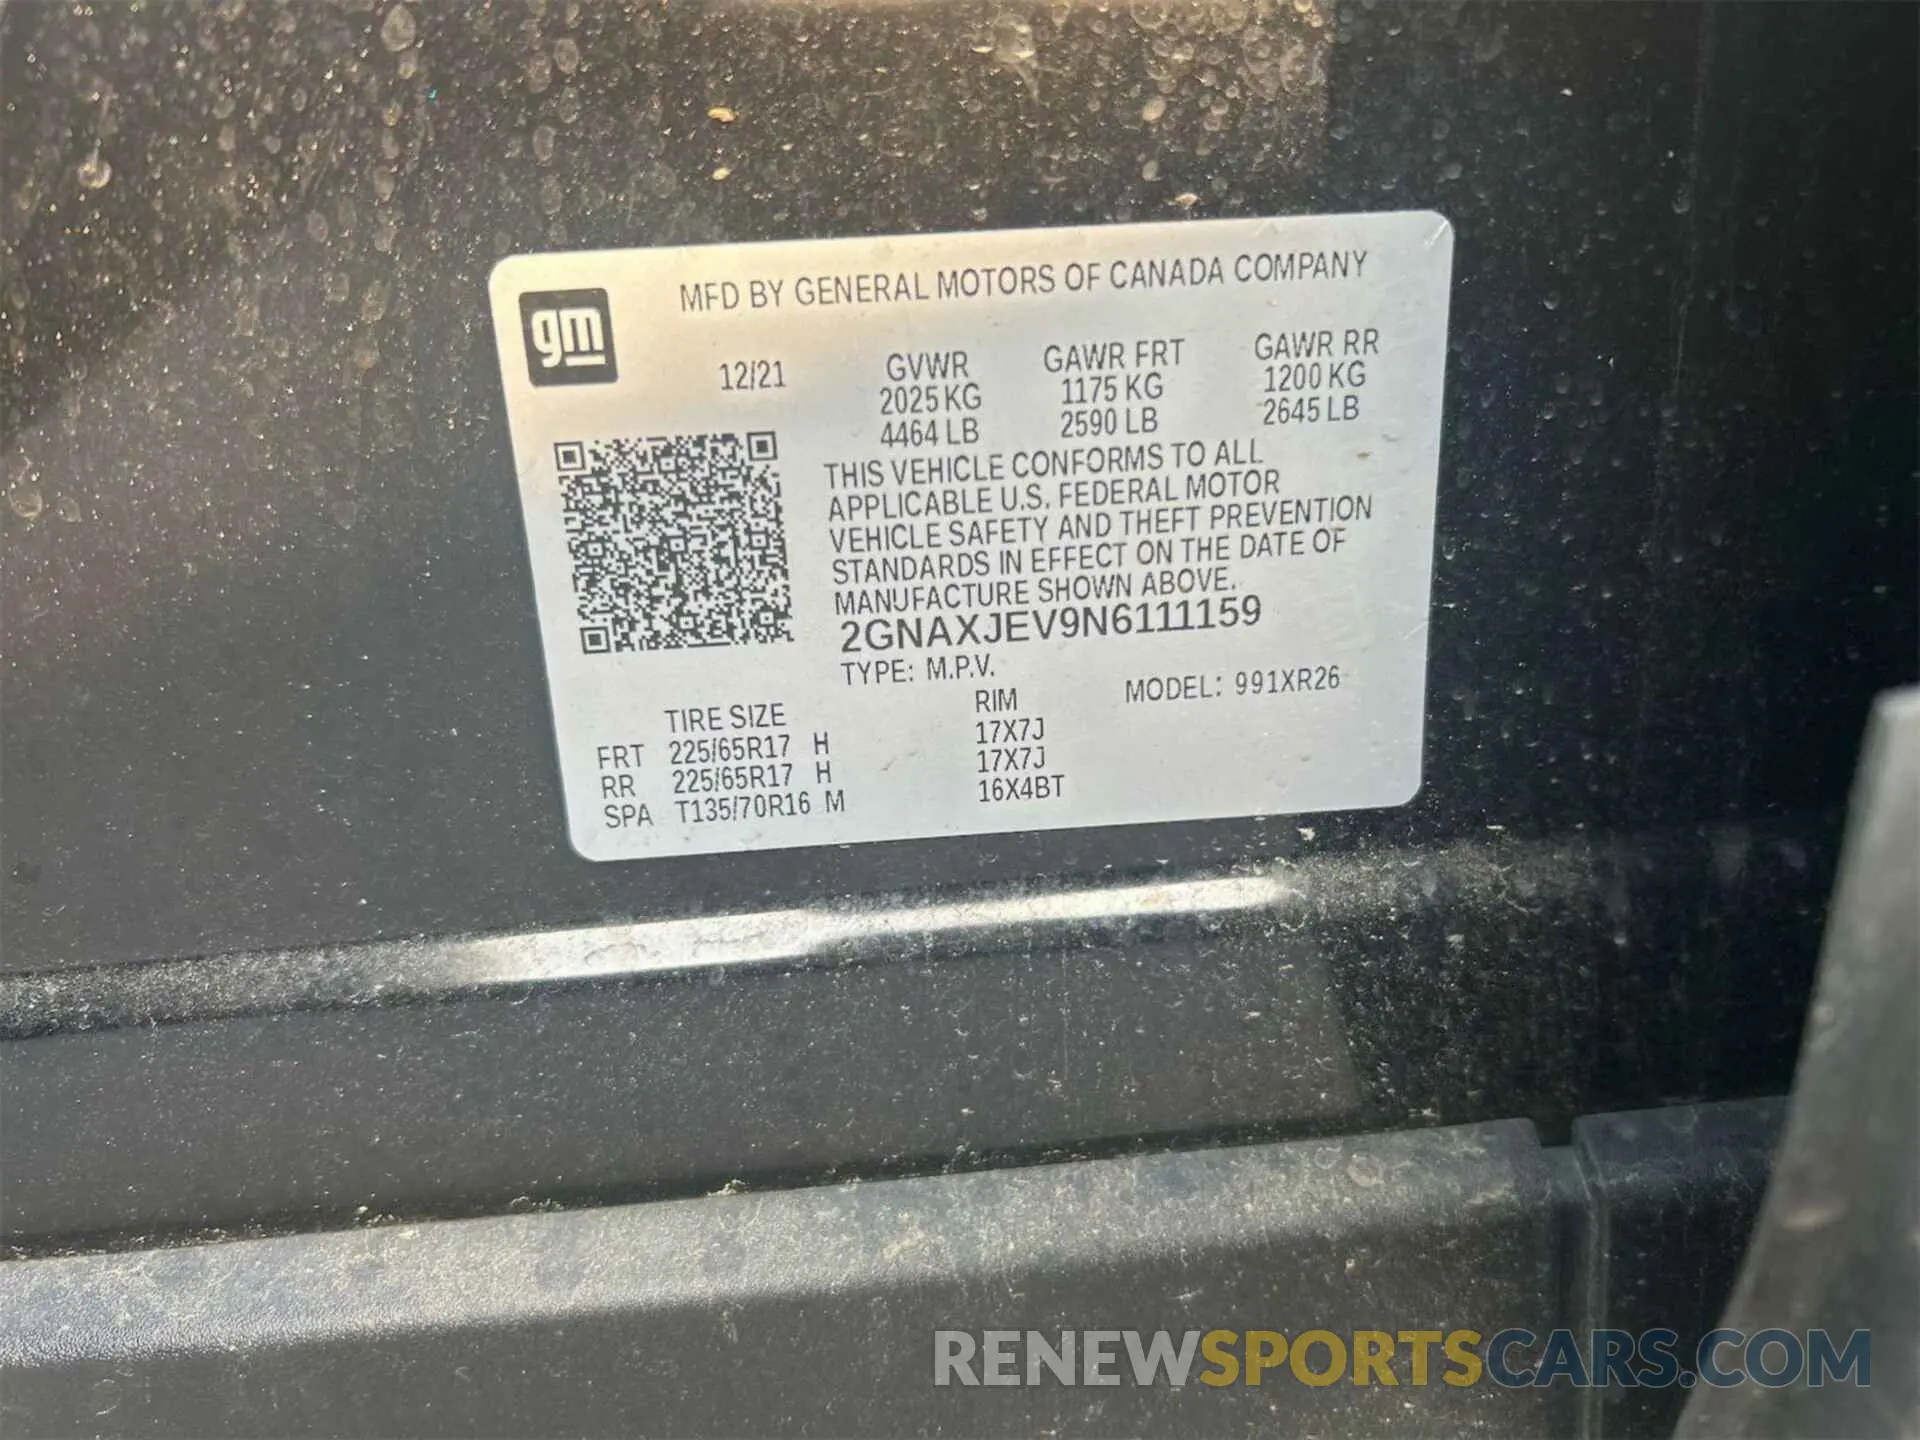 gm
MFD BY GENERAL MOTORS OF CANADA COMPANY
12/21 GVWR GAWR FRT GAWR RR
2025 KG 1175 KG 1200 KG
4464 LB 2590 LB 2645 LB
THIS VEHICLE CONFORMS TO ALL
APPLICABLE U.S. FEDERAL MOTOR
VEHICLE SAFETY AND THEFT PREVENTION
STANDARDS IN EFFECT ON THE DATE OF
MANUFACTURE SHOWN ABOVE.
2GNAXJEV9N6111159
TYPE: M.P.V. MODEL: 991XR26
TIRE SIZE RIM
FRT 225/65R17 H 17X7J
RR 225/65R17 H 17X7J
SPA T135/70R16 M 16X4BT
RENEWSPORTSCARS.COM